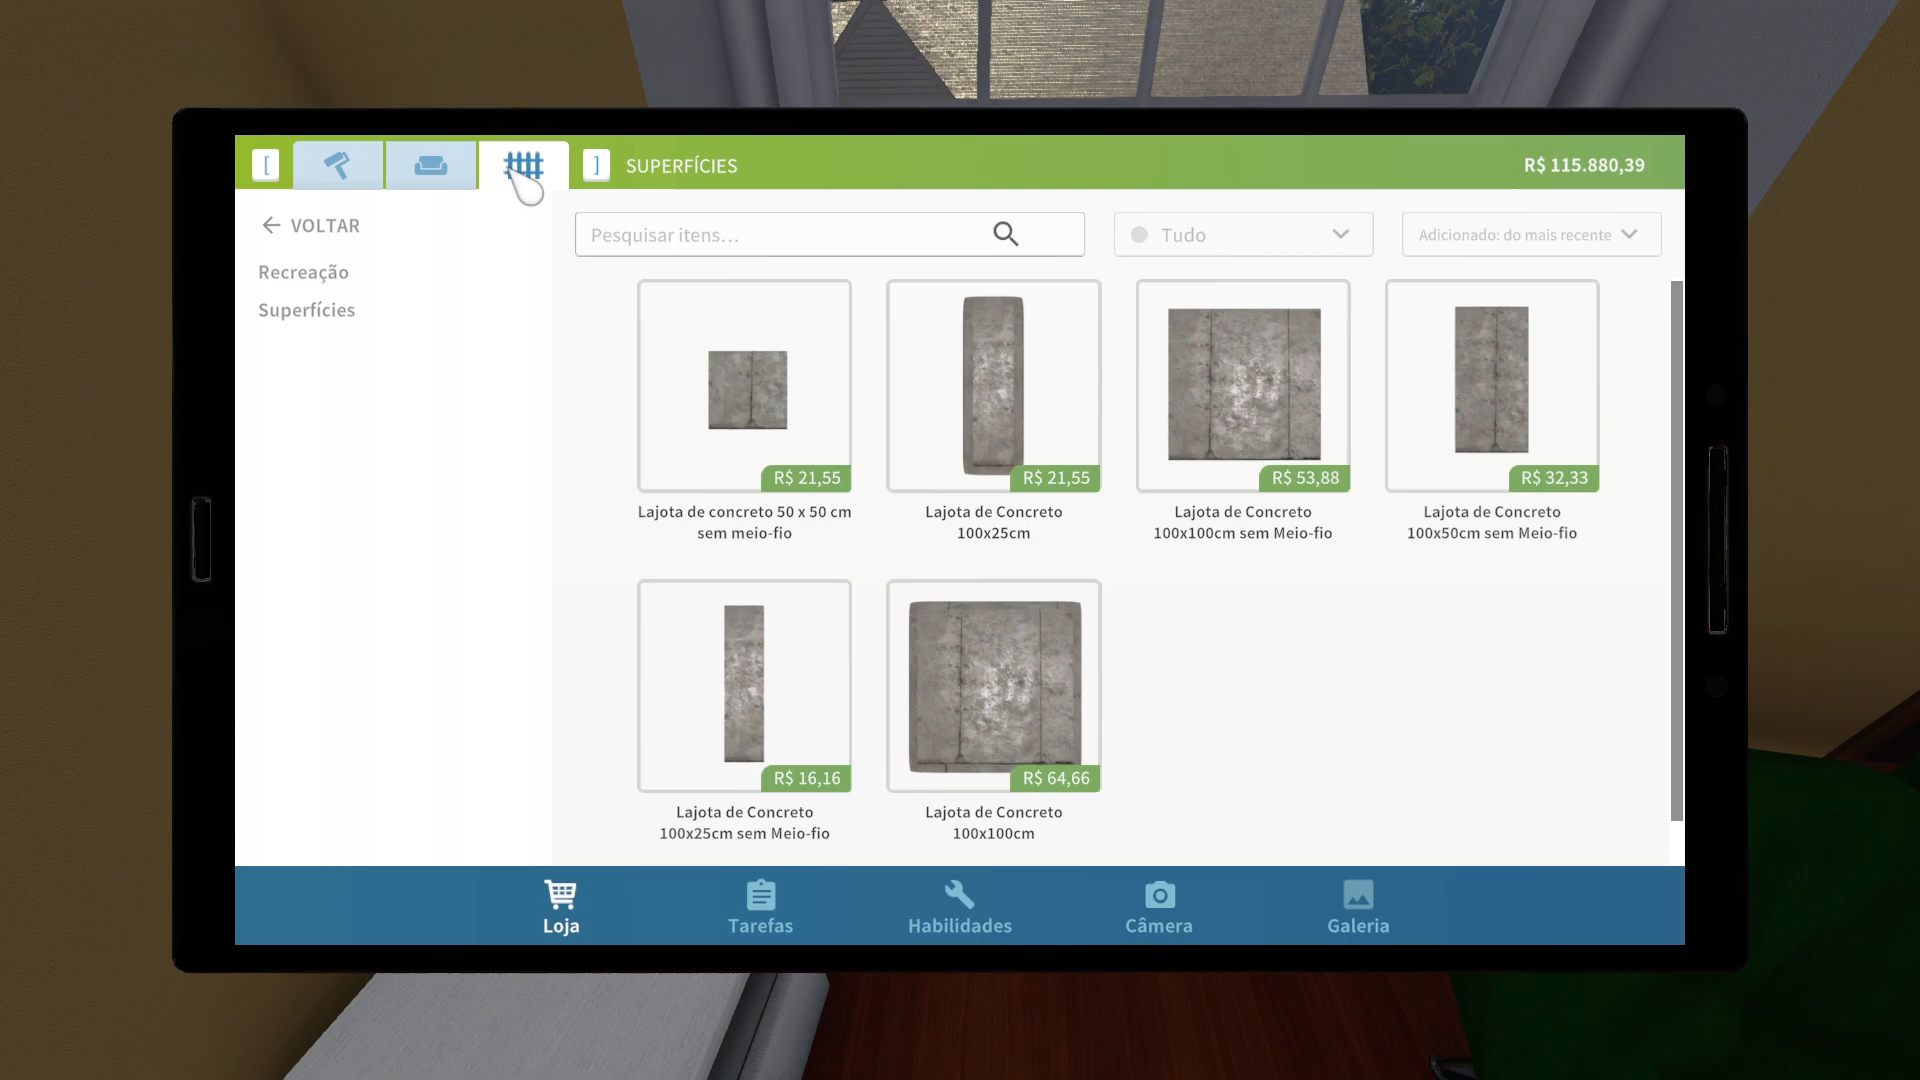 [
]
SUPERFÍCIES
R$ 115.880,39
VOLTAR
Recreação
Superfícies
Pesquisar itens...
Tudo
Adicionado: do mais recente
R$ 21,55
R$ 21,55
R$ 53,88
R$ 32,33
Lajota de concreto 50 x 50 cm
sem meio-fio
Lajota de Concreto
100x25cm
Lajota de Concreto
100x100cm sem Meio-fio
Lajota de Concreto
100x50cm sem Meio-fio
R$ 16,16
R$ 64,66
Lajota de Concreto
100x25cm sem Meio-fio
Lajota de Concreto
100x100cm
Loja
Tarefas
Habilidades
Câmera
Galeria